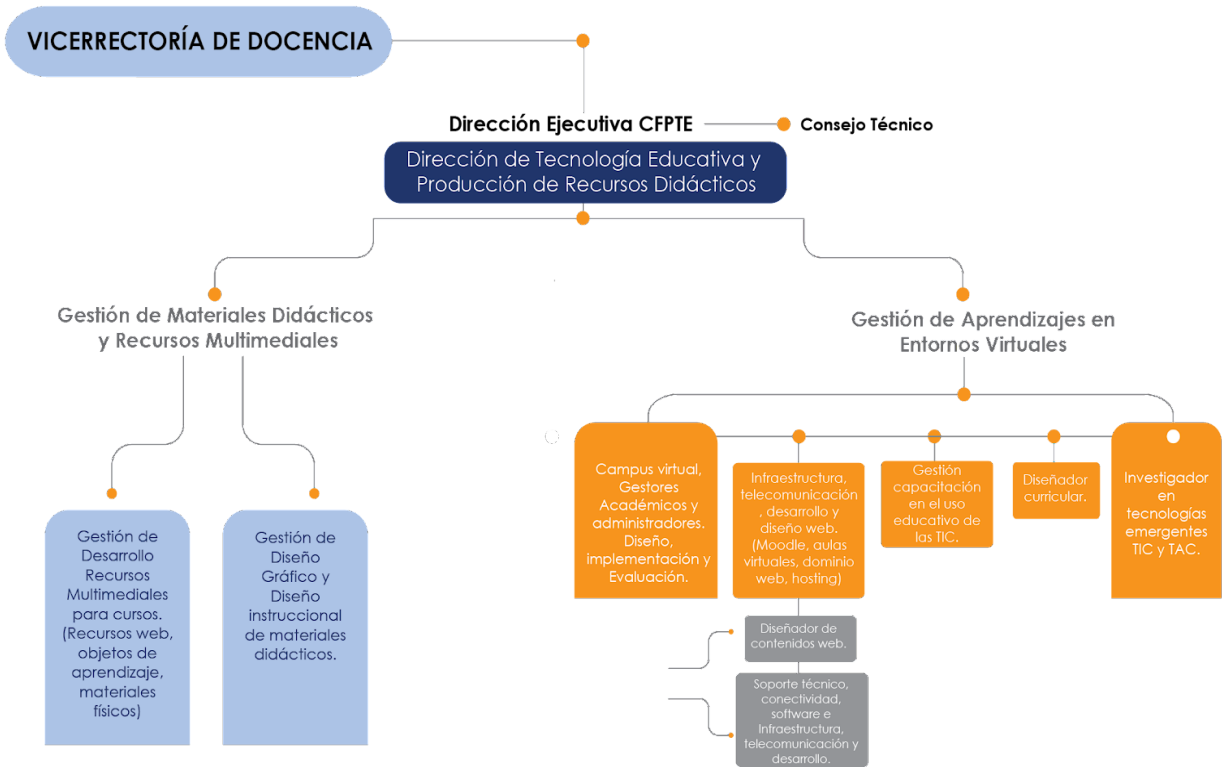 VICERRECTORÍA DE DOCENCIA
Dirección Ejecutiva CFPTE
Consejo Técnico
Dirección de Tecnología Educativa y
Producción de Recursos Didácticos
Gestión de Materiales Didácticos
y Recursos Multimediales
Gestión de Aprendizajes en
Entornos Virtuales
Gestión de
Desarrollo
Recursos
Multimediales
para cursos.
(Recursos web,
objetos de
aprendizaje,
materiales
físicos)
Gestión de
Diseño
Gráfico y
Diseño
instruccional
de materiales
didácticos.
Campus virtual,
Gestores
Académicos y
administradores.
Diseño,
implementación y
Evaluación.
Infraestructura,
telecomunicación
, desarrollo y
diseño web.
(Moodle, aulas
virtuales, dominio
web, hosting)
Gestión
capacitación
en el uso
educativo de
las TIC.
Diseñador
curricular.
Investigador
en
tecnologías
emergentes
TIC y TAC.
Diseñador de
contenidos web.
Soporte técnico,
conectividad,
software e
Infraestructura,
telecomunicación y
desarrollo.